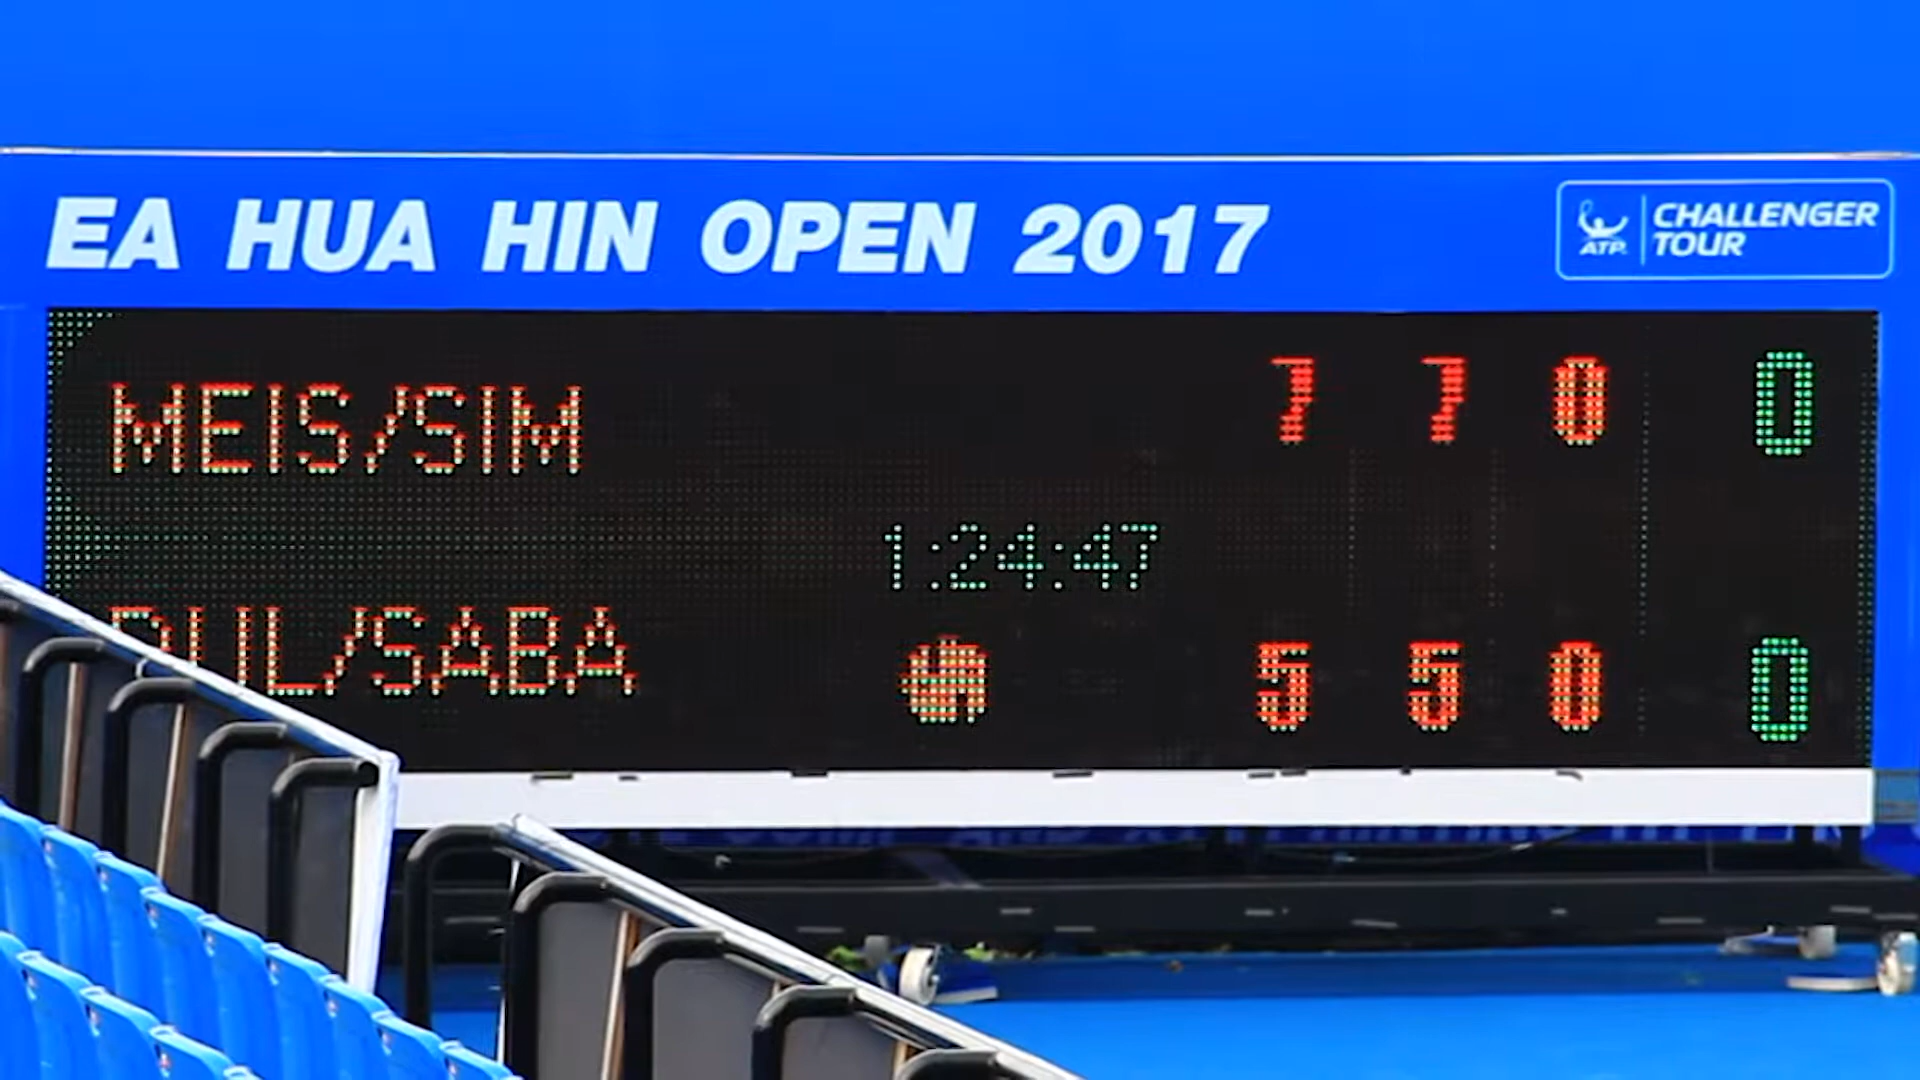 EA HUA HIN OPEN 2017
ATP CHALLENGER TOUR
MEIS/SIM 7 7 0 0
1:24:47
/SABA 5 5 0 0